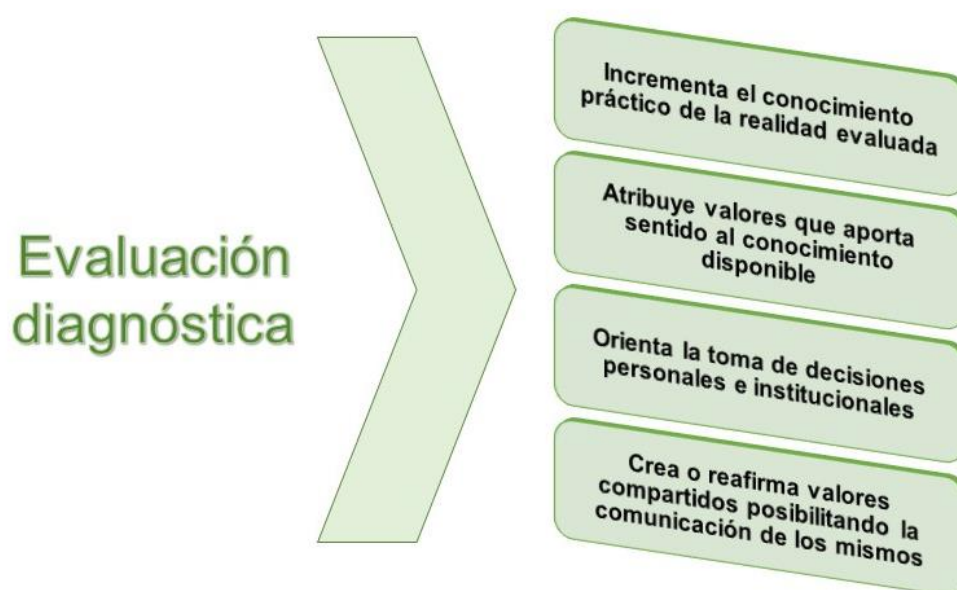 Evaluación
diagnóstica
Incrementa el conocimiento
práctico de la realidad evaluada
Atribuye valores que aporta
sentido al conocimiento
disponible
Orienta la toma de decisiones
personales e institucionales
Crea o reafirma valores
compartidos posibilitando la
comunicación de los mismos